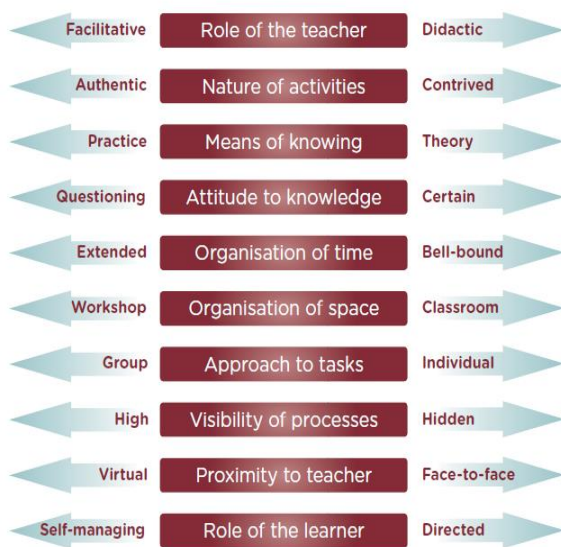 Facilitative Role of the teacher Didactic
Authentic Nature of activities Contrived
Practice Means of knowing Theory
Questioning Attitude to knowledge Certain
Extended Organisation of time Bell-bound
Workshop Organisation of space Classroom
Group Approach to tasks Individual
High Visibility of processes Hidden
Virtual Proximity to teacher Face-to-face
Self-managing Role of the learner Directed